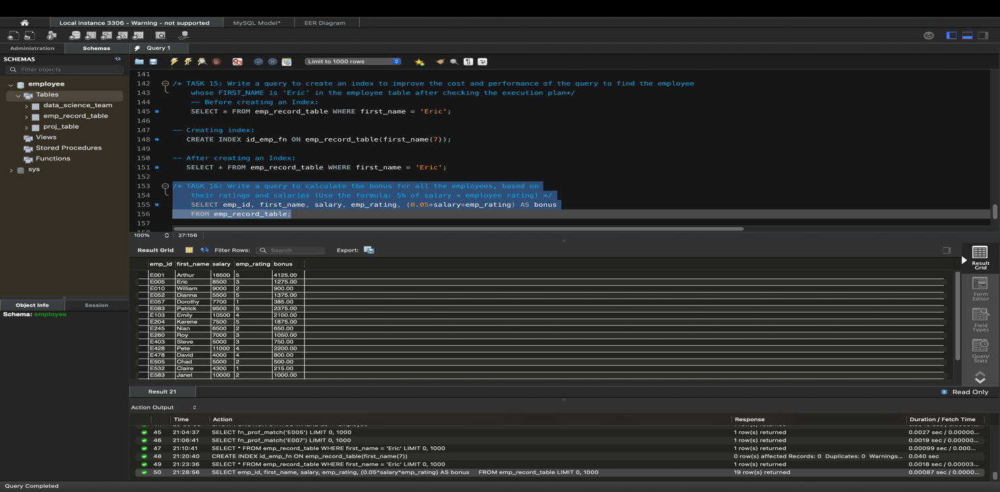 Local instance 3306 - Warning - not supported MySQL Model* EER Diagram
Administration Schemas Query 1
SCHEMAS
Limit to 1000 rows
Filter objects
employee
Tables
data_science_team
emp_record_table
proj_table
Views
Stored Procedures
Functions
sys
Object Info Session
Schema: employee
141
142 /* TASK 15: Write a query to create an index to improve the cost and performance of the query to find the employee
143 whose FIRST_NAME is ‘Eric’ in the employee table after checking the execution plan*/
144 -- Before creating an Index:
145 SELECT * FROM emp_record_table WHERE first_name = 'Eric';
146
147 -- Creating index:
148 CREATE INDEX id_emp_fn ON emp_record_table(first_name(7));
149
150 -- After creating an Index:
151 SELECT * FROM emp_record_table WHERE first_name = 'Eric';
152
153 /* TASK 16: Write a query to calculate the bonus for all the employees, based on
154 their ratings and salaries (Use the formula: 5% of salary * employee rating) */
155 SELECT emp_id, first_name, salary, emp_rating, (0.05*salary*emp_rating) AS bonus
156 FROM emp_record_table;
157
100% 27:156
Result Grid Filter Rows: Search Export:
emp_id first_name salary emp_rating bonus
E001 Arthur 16500 5 4125.00
E005 Eric 8500 3 1275.00
E010 William 9000 2 900.00
E052 Dianna 5500 5 1375.00
E057 Dorothy 7700 1 385.00
E083 Patrick 9500 5 2375.00
E103 Emily 10500 4 2100.00
E204 Karene 7500 5 1875.00
E245 Nian 6500 2 650.00
E260 Roy 7000 3 1050.00
E403 Steve 5000 3 750.00
E428 Pete 11000 4 2200.00
E478 David 4000 4 800.00
E505 Chad 5000 2 500.00
E532 Claire 4300 1 215.00
E583 Janet 10000 2 1000.00
Result Grid
Form Editor
Field Types
Query Stats
Result 21
Read Only
Action Output
Time Action Response Duration / Fetch Time
45 21:04:37 SELECT fn_prof_match('E005') LIMIT 0, 1000 1 row(s) returned 0.0027 sec / 0.00000...
46 21:06:41 SELECT fn_prof_match('E007') LIMIT 0, 1000 1 row(s) returned 0.0019 sec / 0.00000...
47 21:10:41 SELECT * FROM emp_record_table WHERE first_name = 'Eric' LIMIT 0, 1000 1 row(s) returned 0.00099 sec / 0.000...
48 21:20:40 CREATE INDEX id_emp_fn ON emp_record_table(first_name(7)) 0 row(s) affected Records: 0 Duplicates: 0 Warnings... 0.040 sec
49 21:23:36 SELECT * FROM emp_record_table WHERE first_name = 'Eric' LIMIT 0, 1000 1 row(s) returned 0.0018 sec / 0.00003...
50 21:28:56 SELECT emp_id, first_name, salary, emp_rating, (0.05*salary*emp_rating) AS bonus FROM emp_record_table LIMIT 0, 1000 19 row(s) returned 0.00087 sec / 0.000...
Query Completed